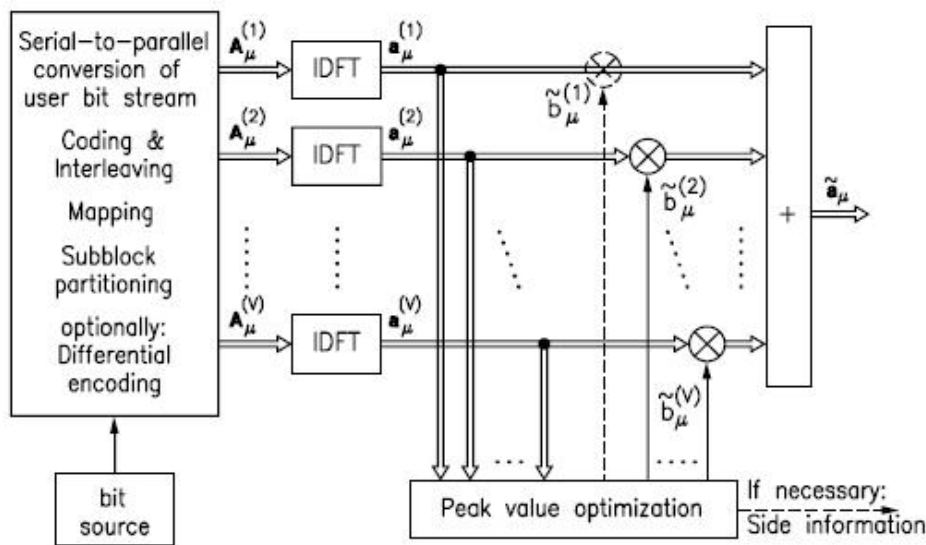 Serial-to-parallel
conversion of
user bit stream
Coding &
Interleaving
Mapping
Subblock
partitioning
optionally:
Differential
encoding
bit
source
A_μ^(1)
IDFT
a_μ^(1)
b̃_μ^(1)
A_μ^(2)
IDFT
a_μ^(2)
b̃_μ^(2)
A_μ^(V)
IDFT
a_μ^(V)
b̃_μ^(V)
+
ã_μ
Peak value optimization
If necessary:
Side information